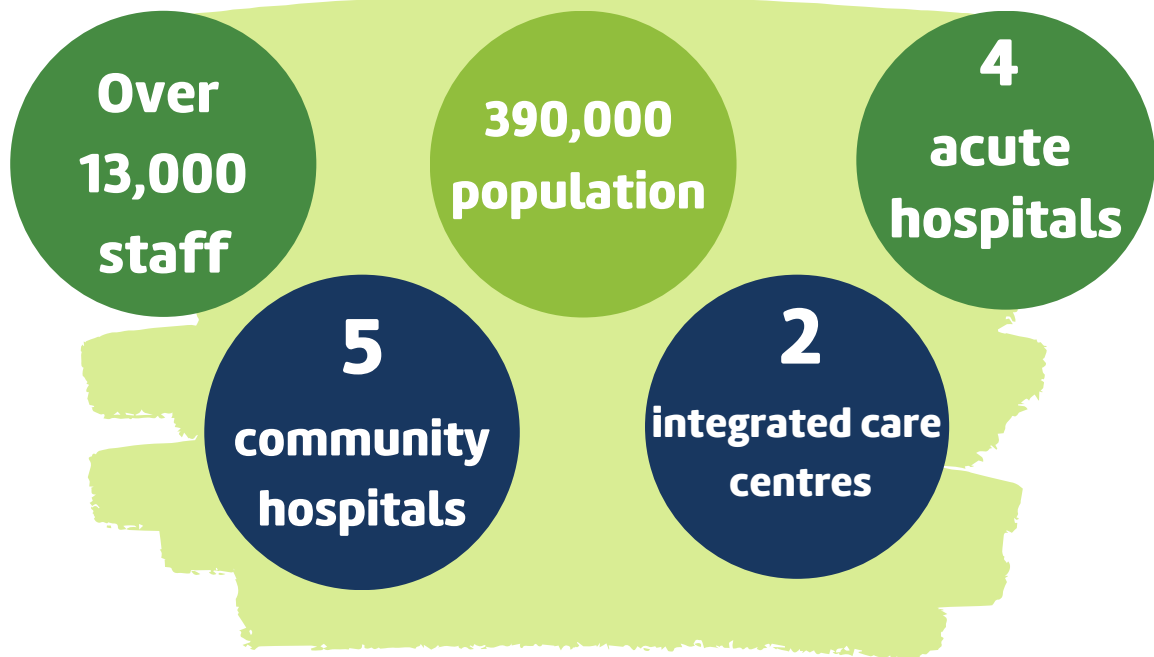 Over
13,000
staff
390,000
population
4
acute
hospitals
5
community
hospitals
2
integrated care
centres